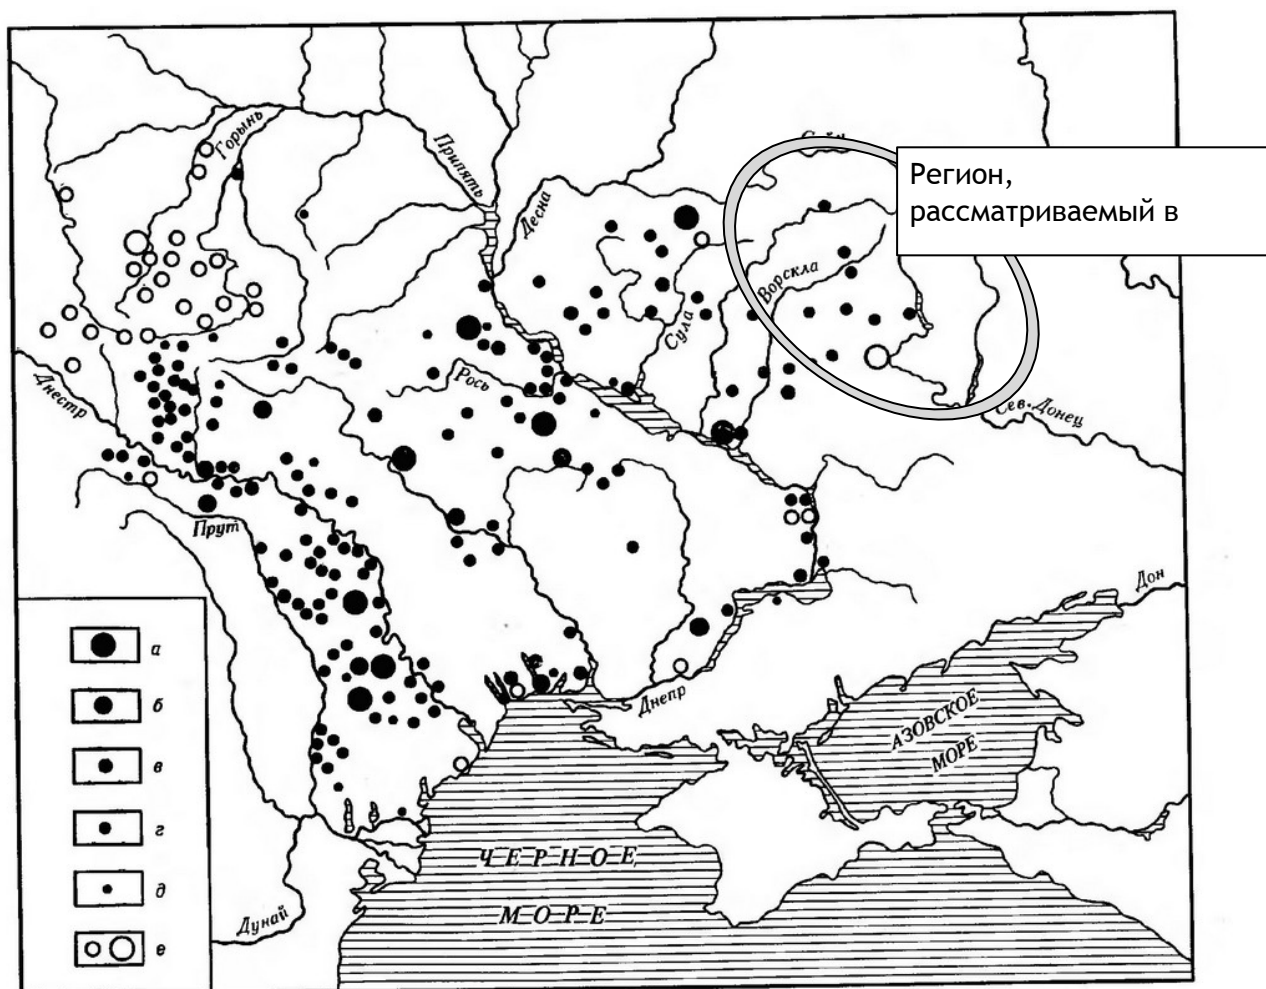 Горынь
Припять
Десна
Регион,
рассматриваемый в
Ворскла
Сула
Днестр
Рось
Сев. Донец
Прут
Дон
а
б
в
г
д
е
Днепр
АЗОВСКОЕ
МОРЕ
ЧЕРНОЕ
МОРЕ
Дунай